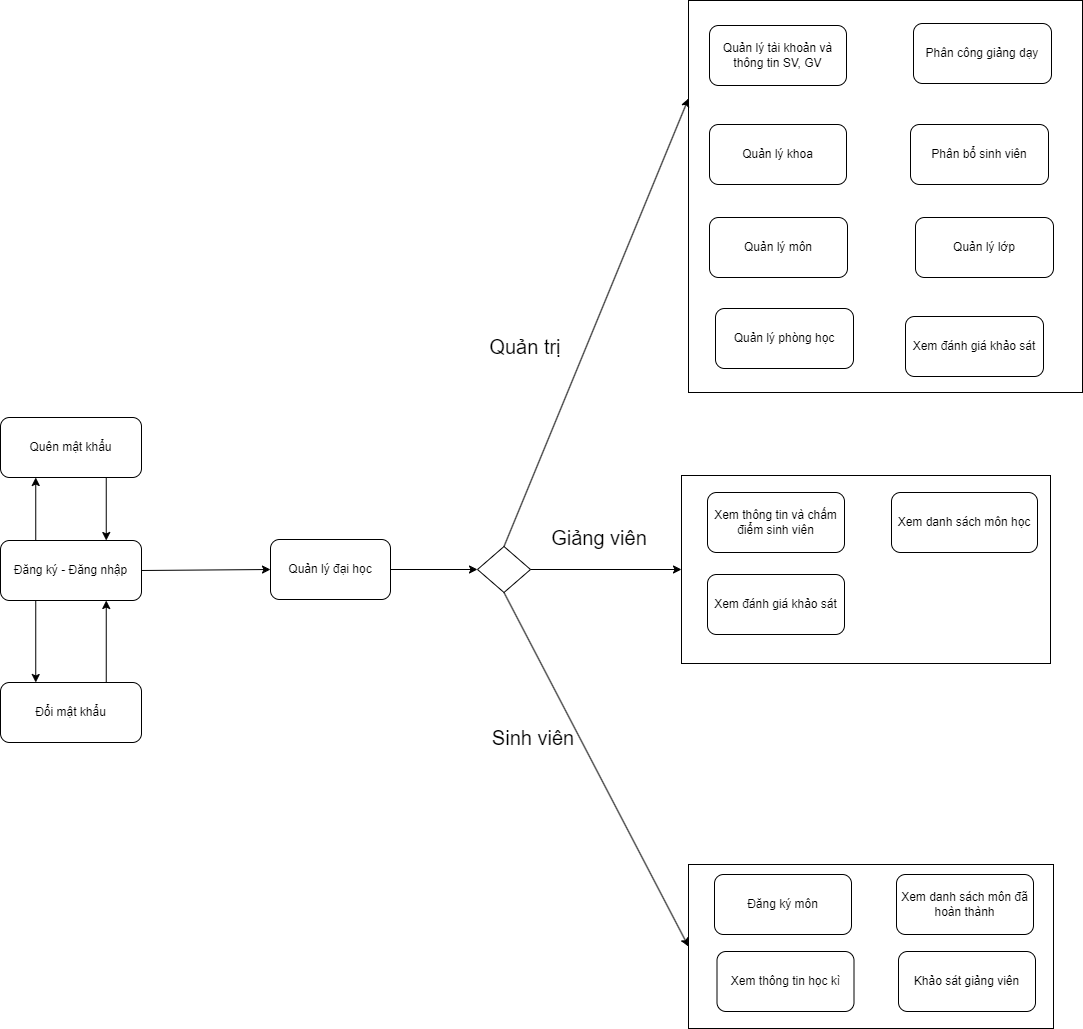 Quản lý tài khoản và
thông tin SV, GV
Phân công giảng dạy
Quản lý khoa
Phân bổ sinh viên
Quản lý môn
Quản lý lớp
Quản lý phòng học
Xem đánh giá khảo sát
Quản trị
Quên mật khẩu
Đăng ký - Đăng nhập
Đổi mật khẩu
Quản lý đại học
Giảng viên
Xem thông tin và chấm
điểm sinh viên
Xem danh sách môn học
Xem đánh giá khảo sát
Sinh viên
Đăng ký môn
Xem danh sách môn đã
hoàn thành
Xem thông tin học kì
Khảo sát giảng viên